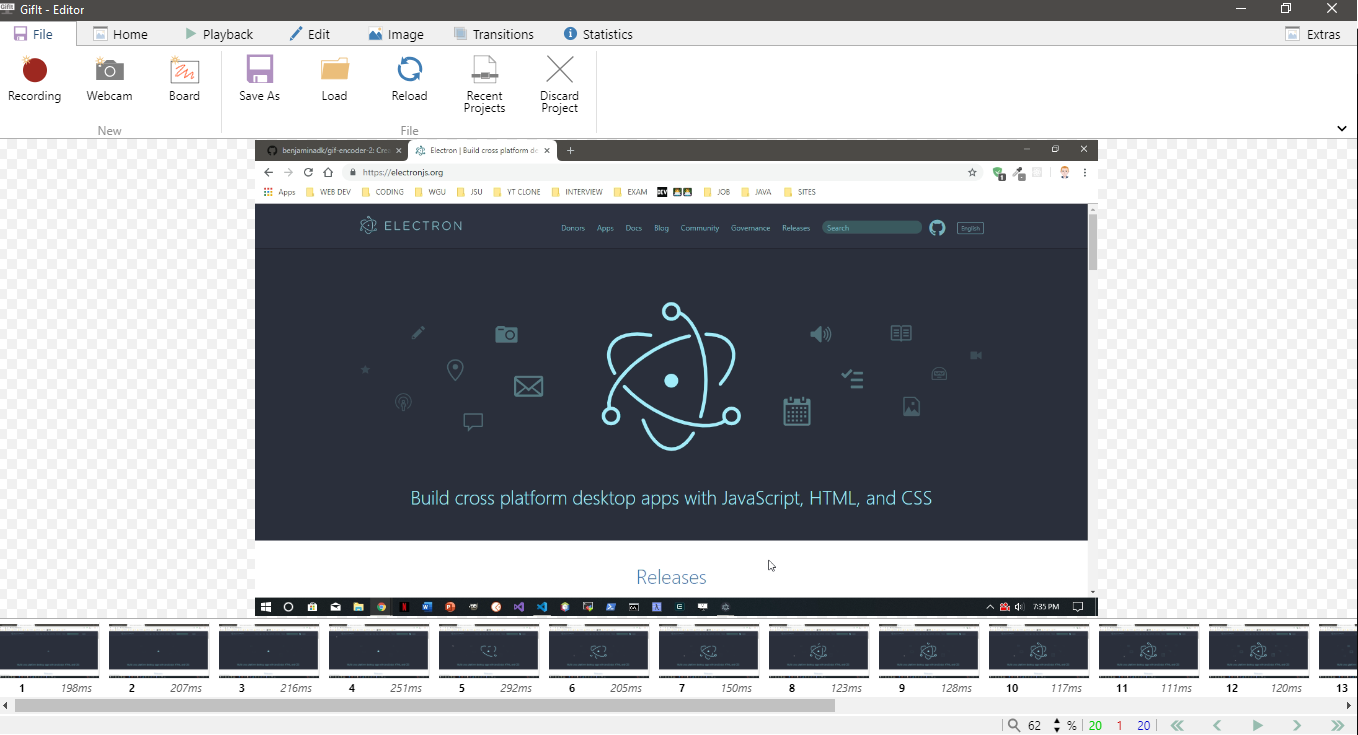 GifIt - Editor
File Home Playback Edit Image Transitions Statistics Extras
Recording Webcam Board Save As Load Reload Recent Projects Discard Project
New File
benjaminadk/gif-encoder-2: Cre Electron | Build cross platform de
https://electronjs.org
Apps WEB DEV CODING WGU JSU YT CLONE INTERVIEW EXAM DEV JOB JAVA SITES
ELECTRON Donors Apps Docs Blog Community Governance Releases Search English
Build cross platform desktop apps with JavaScript, HTML, and CSS
Releases
7:35 PM
1 198ms 2 207ms 3 216ms 4 251ms 5 292ms 6 205ms 7 150ms 8 123ms 9 128ms 10 117ms 11 111ms 12 120ms 13
62 % 20 1 20